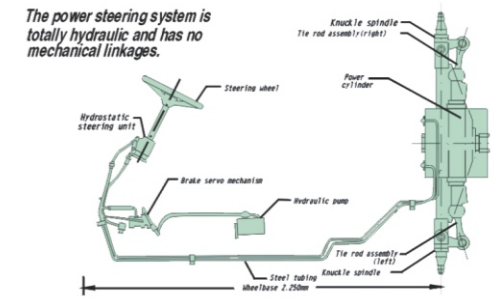 The power steering system is
totally hydraulic and has no
mechanical linkages.
Knuckle spindle
Tie rod assembly(right)
Steering wheel
Power
cylinder
Hydrostatic
steering unit
Brake servo mechanism
Hydraulic pump
Tie rod assembly
(left)
Steel tubing
Knuckle spindle
Wheelbase 2.250mm